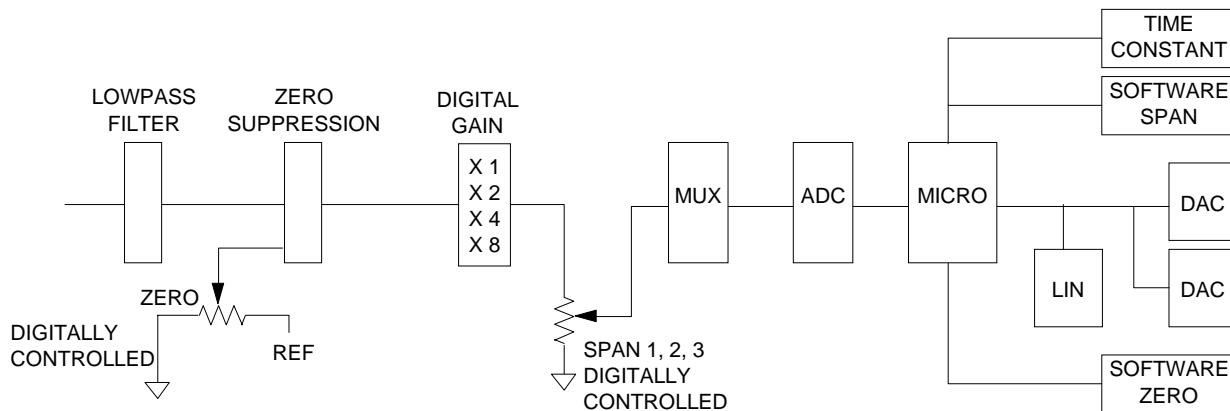 TIME
CONSTANT
SOFTWARE
SPAN
LOWPASS
FILTER
ZERO
SUPPRESSION
DIGITAL
GAIN
X 1
X 2
X 4
X 8
MUX
ADC
MICRO
DAC
LIN
DAC
ZERO
DIGITALLY
CONTROLLED
REF
SPAN 1, 2, 3
DIGITALLY
CONTROLLED
SOFTWARE
ZERO